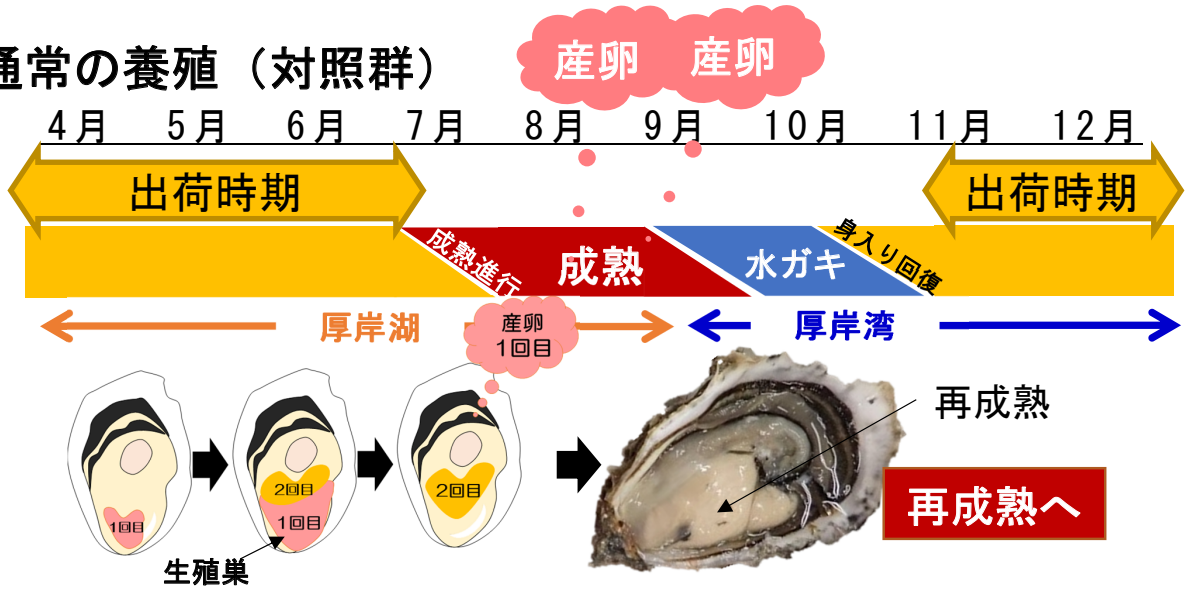 通常の養殖（対照群）
産卵
産卵
4月 5月 6月 7月 8月 9月 10月 11月 12月
出荷時期
出荷時期
成熟進行
成熟
水ガキ
身入り回復
厚岸湖
厚岸湾
産卵
1回目
1回目
2回目
1回目
2回目
生殖巣
再成熟
再成熟へ